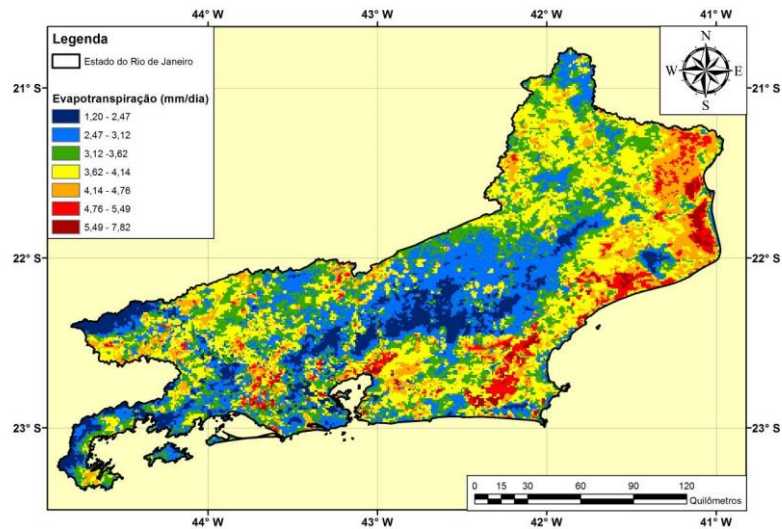 44° W 43° W 42° W 41° W
Legenda
Estado do Rio de Janeiro
Evapotranspiração (mm/dia)
1,20 - 2,47
2,47 - 3,12
3,12 -3,62
3,62 - 4,14
4,14 - 4,76
4,76 - 5,49
5,49 - 7,82
N
W E
S
21° S 21° S
22° S 22° S
23° S 23° S
0 15 30 60 90 120
Quilômetros
44° W 43° W 42° W 41° W